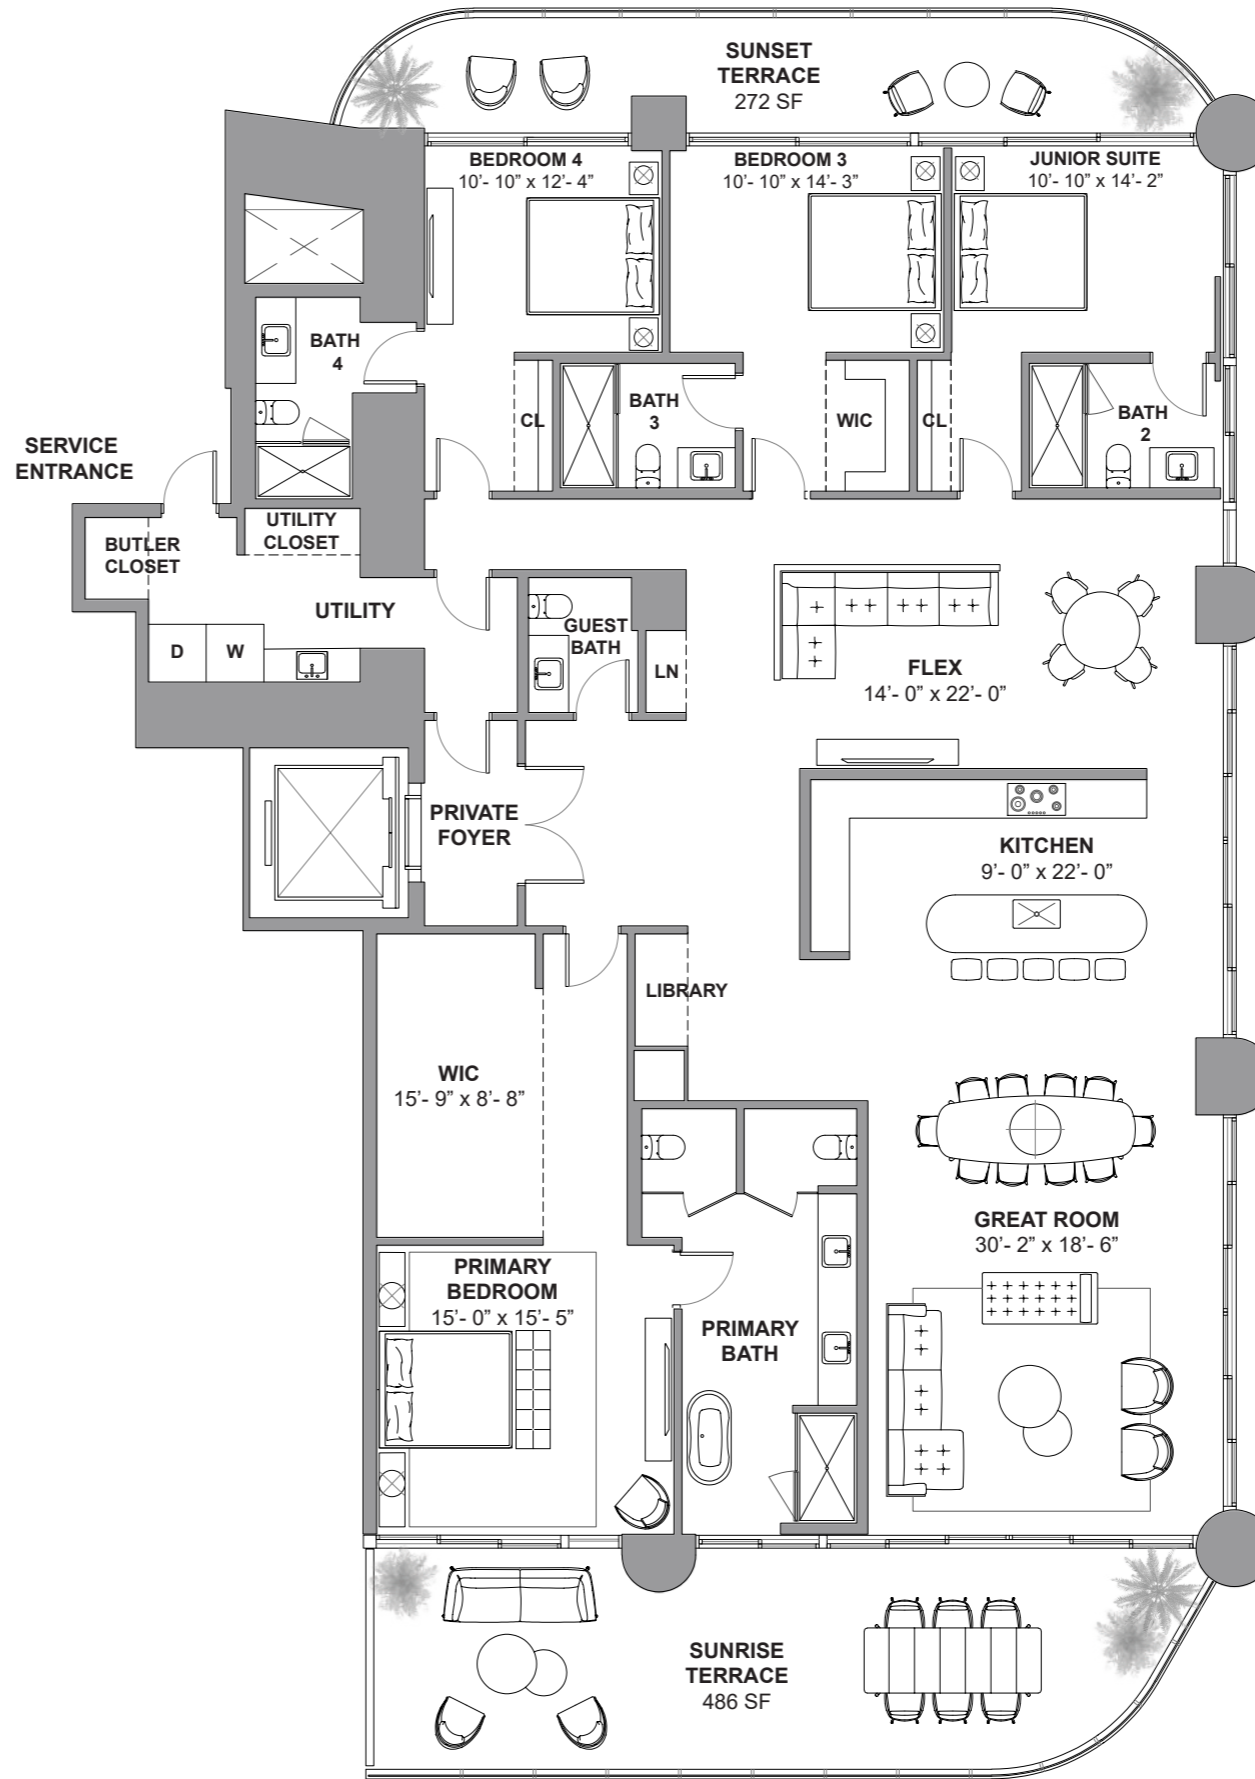 SUNSET
TERRACE
272 SF
BEDROOM 4
10’- 10” x 12’- 4”
BEDROOM 3
10’- 10” x 14’- 3”
JUNIOR SUITE
10’- 10” x 14’- 2”
BATH
4
CL
BATH
3
WIC
CL
BATH
2
SERVICE
ENTRANCE
BUTLER
CLOSET
UTILITY
CLOSET
UTILITY
D
W
GUEST
BATH
LN
FLEX
14’- 0” x 22’- 0”
PRIVATE
FOYER
KITCHEN
9’- 0” x 22’- 0”
LIBRARY
WIC
15’- 9” x 8’- 8”
GREAT ROOM
30’- 2” x 18’- 6”
PRIMARY
BEDROOM
15’- 0” x 15’- 5”
PRIMARY
BATH
SUNRISE
TERRACE
486 SF